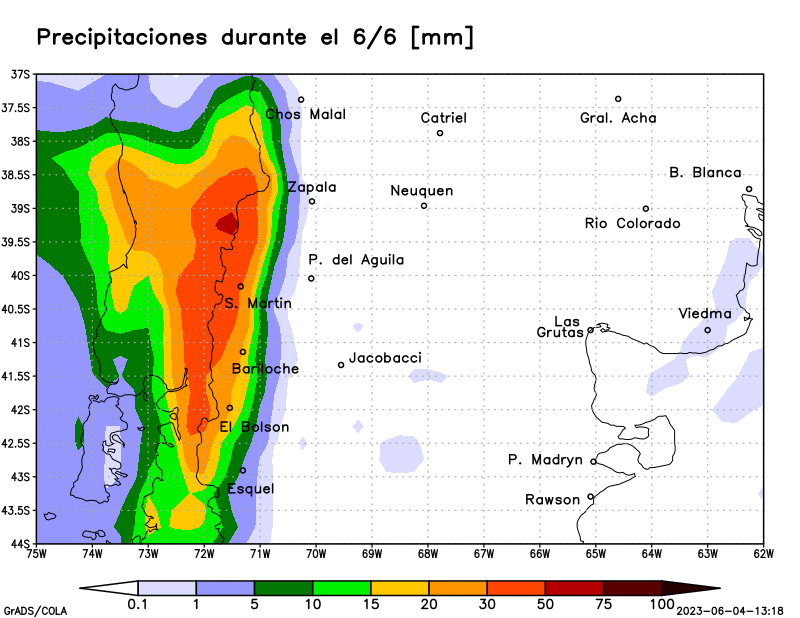 Precipitaciones durante el 6/6 [mm]
37S
37.5S
Chos Malal
Catriel
Gral. Acha
38S
38.5S
B. Blanca
Zapala
Neuquen
39S
Rio Colorado
39.5S
P. del Aguila
40S
S. Martin
40.5S
Las
Grutas
Viedma
41S
Bariloche
Jacobacci
41.5S
42S
El Bolson
42.5S
P. Madryn
43S
Esquel
Rawson
43.5S
44S
75W 74W 73W 72W 71W 70W 69W 68W 67W 66W 65W 64W 63W 62W
0.1 1 5 10 15 20 30 50 75 100
GrADS/COLA
2023-06-04-13:18